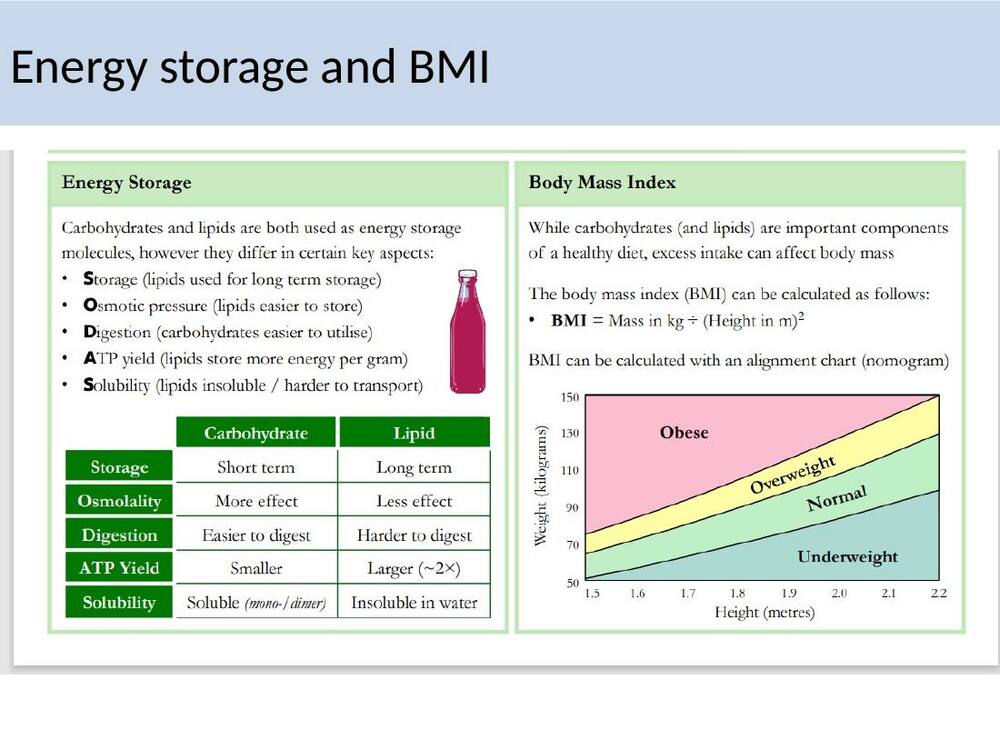 Energy storage and BMI
Energy Storage
Carbohydrates and lipids are both used as energy storage
molecules, however they differ in certain key aspects:
• Storage (lipids used for long term storage)
• Osmotic pressure (lipids easier to store)
• Digestion (carbohydrates easier to utilise)
• ATP yield (lipids store more energy per gram)
• Solubility (lipids insoluble / harder to transport)
Carbohydrate Lipid
Storage Short term Long term
Osmolality More effect Less effect
Digestion Easier to digest Harder to digest
ATP Yield Smaller Larger (~2×)
Solubility Soluble (mono-/dimer) Insoluble in water
Body Mass Index
While carbohydrates (and lipids) are important components
of a healthy diet, excess intake can affect body mass
The body mass index (BMI) can be calculated as follows:
• BMI = Mass in kg ÷ (Height in m)²
BMI can be calculated with an alignment chart (nomogram)
Weight (kilograms)
150
130
110
90
70
50
Obese
Overweight
Normal
Underweight
1.5 1.6 1.7 1.8 1.9 2.0 2.1 2.2
Height (metres)